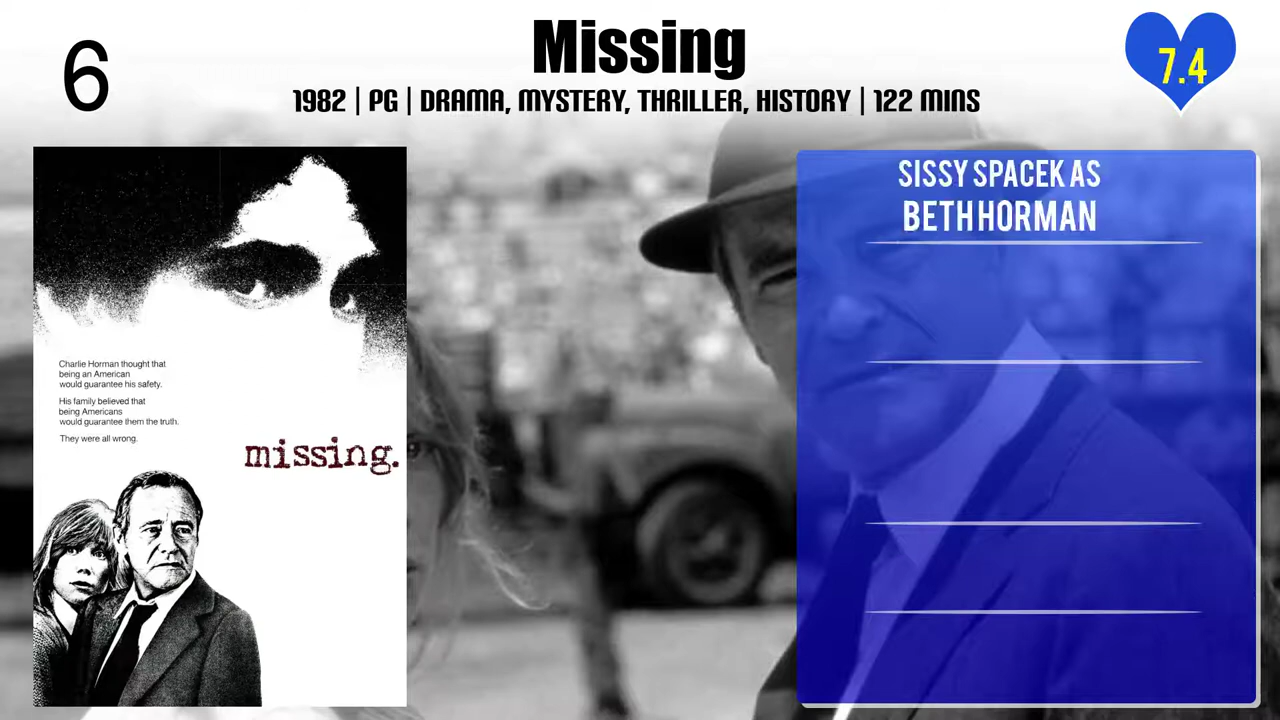 6
Missing
1982 | PG | DRAMA, MYSTERY, THRILLER, HISTORY | 122 MINS
7.4
SISSY SPACEK AS
BETH HORMAN
Charlie Horman thought that
being an American
would guarantee his safety.
His family believed that
being Americans
would guarantee them the truth.
They were all wrong.
missing.